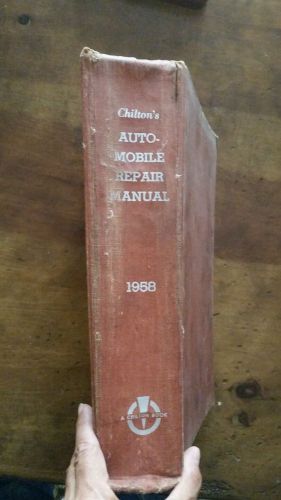 Chilton's
AUTO-
MOBILE
REPAIR
MANUAL
1958
A CHILTON BOOK